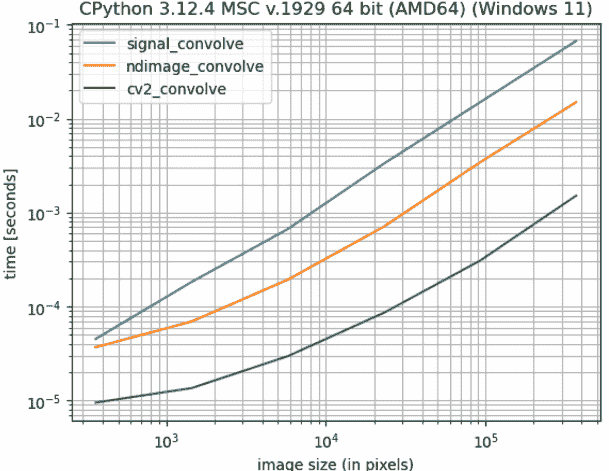 CPython 3.12.4 MSC v.1929 64 bit (AMD64) (Windows 11)
signal_convolve
ndimage_convolve
cv2_convolve
time [seconds]
10⁻¹
10⁻²
10⁻³
10⁻⁴
10⁻⁵
10³ 10⁴ 10⁵
image size (in pixels)